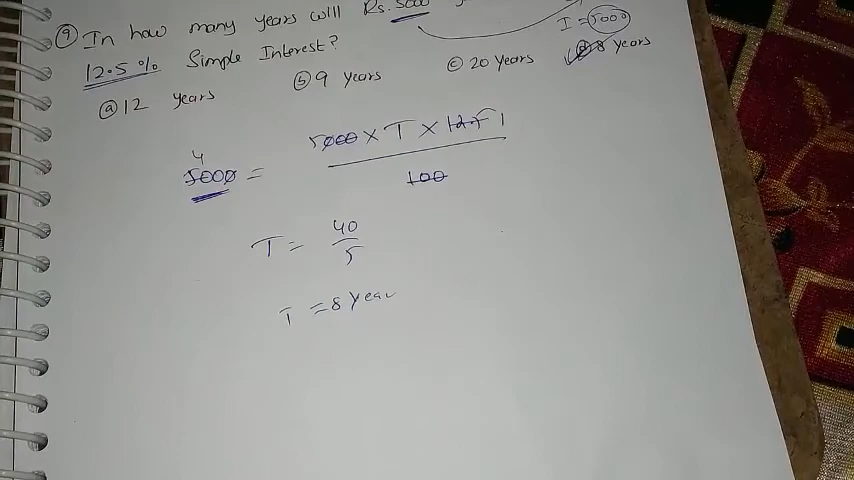 ⑨ In how many years will Rs. 5000
I = 5000
12.5 % Simple Interest?
ⓐ 12 years ⓑ 9 years ⓒ 20 years ⓓ 8 years
4
5000 = 5000 × T × 12.5 1
100
T = 40
5
T = 8 Year